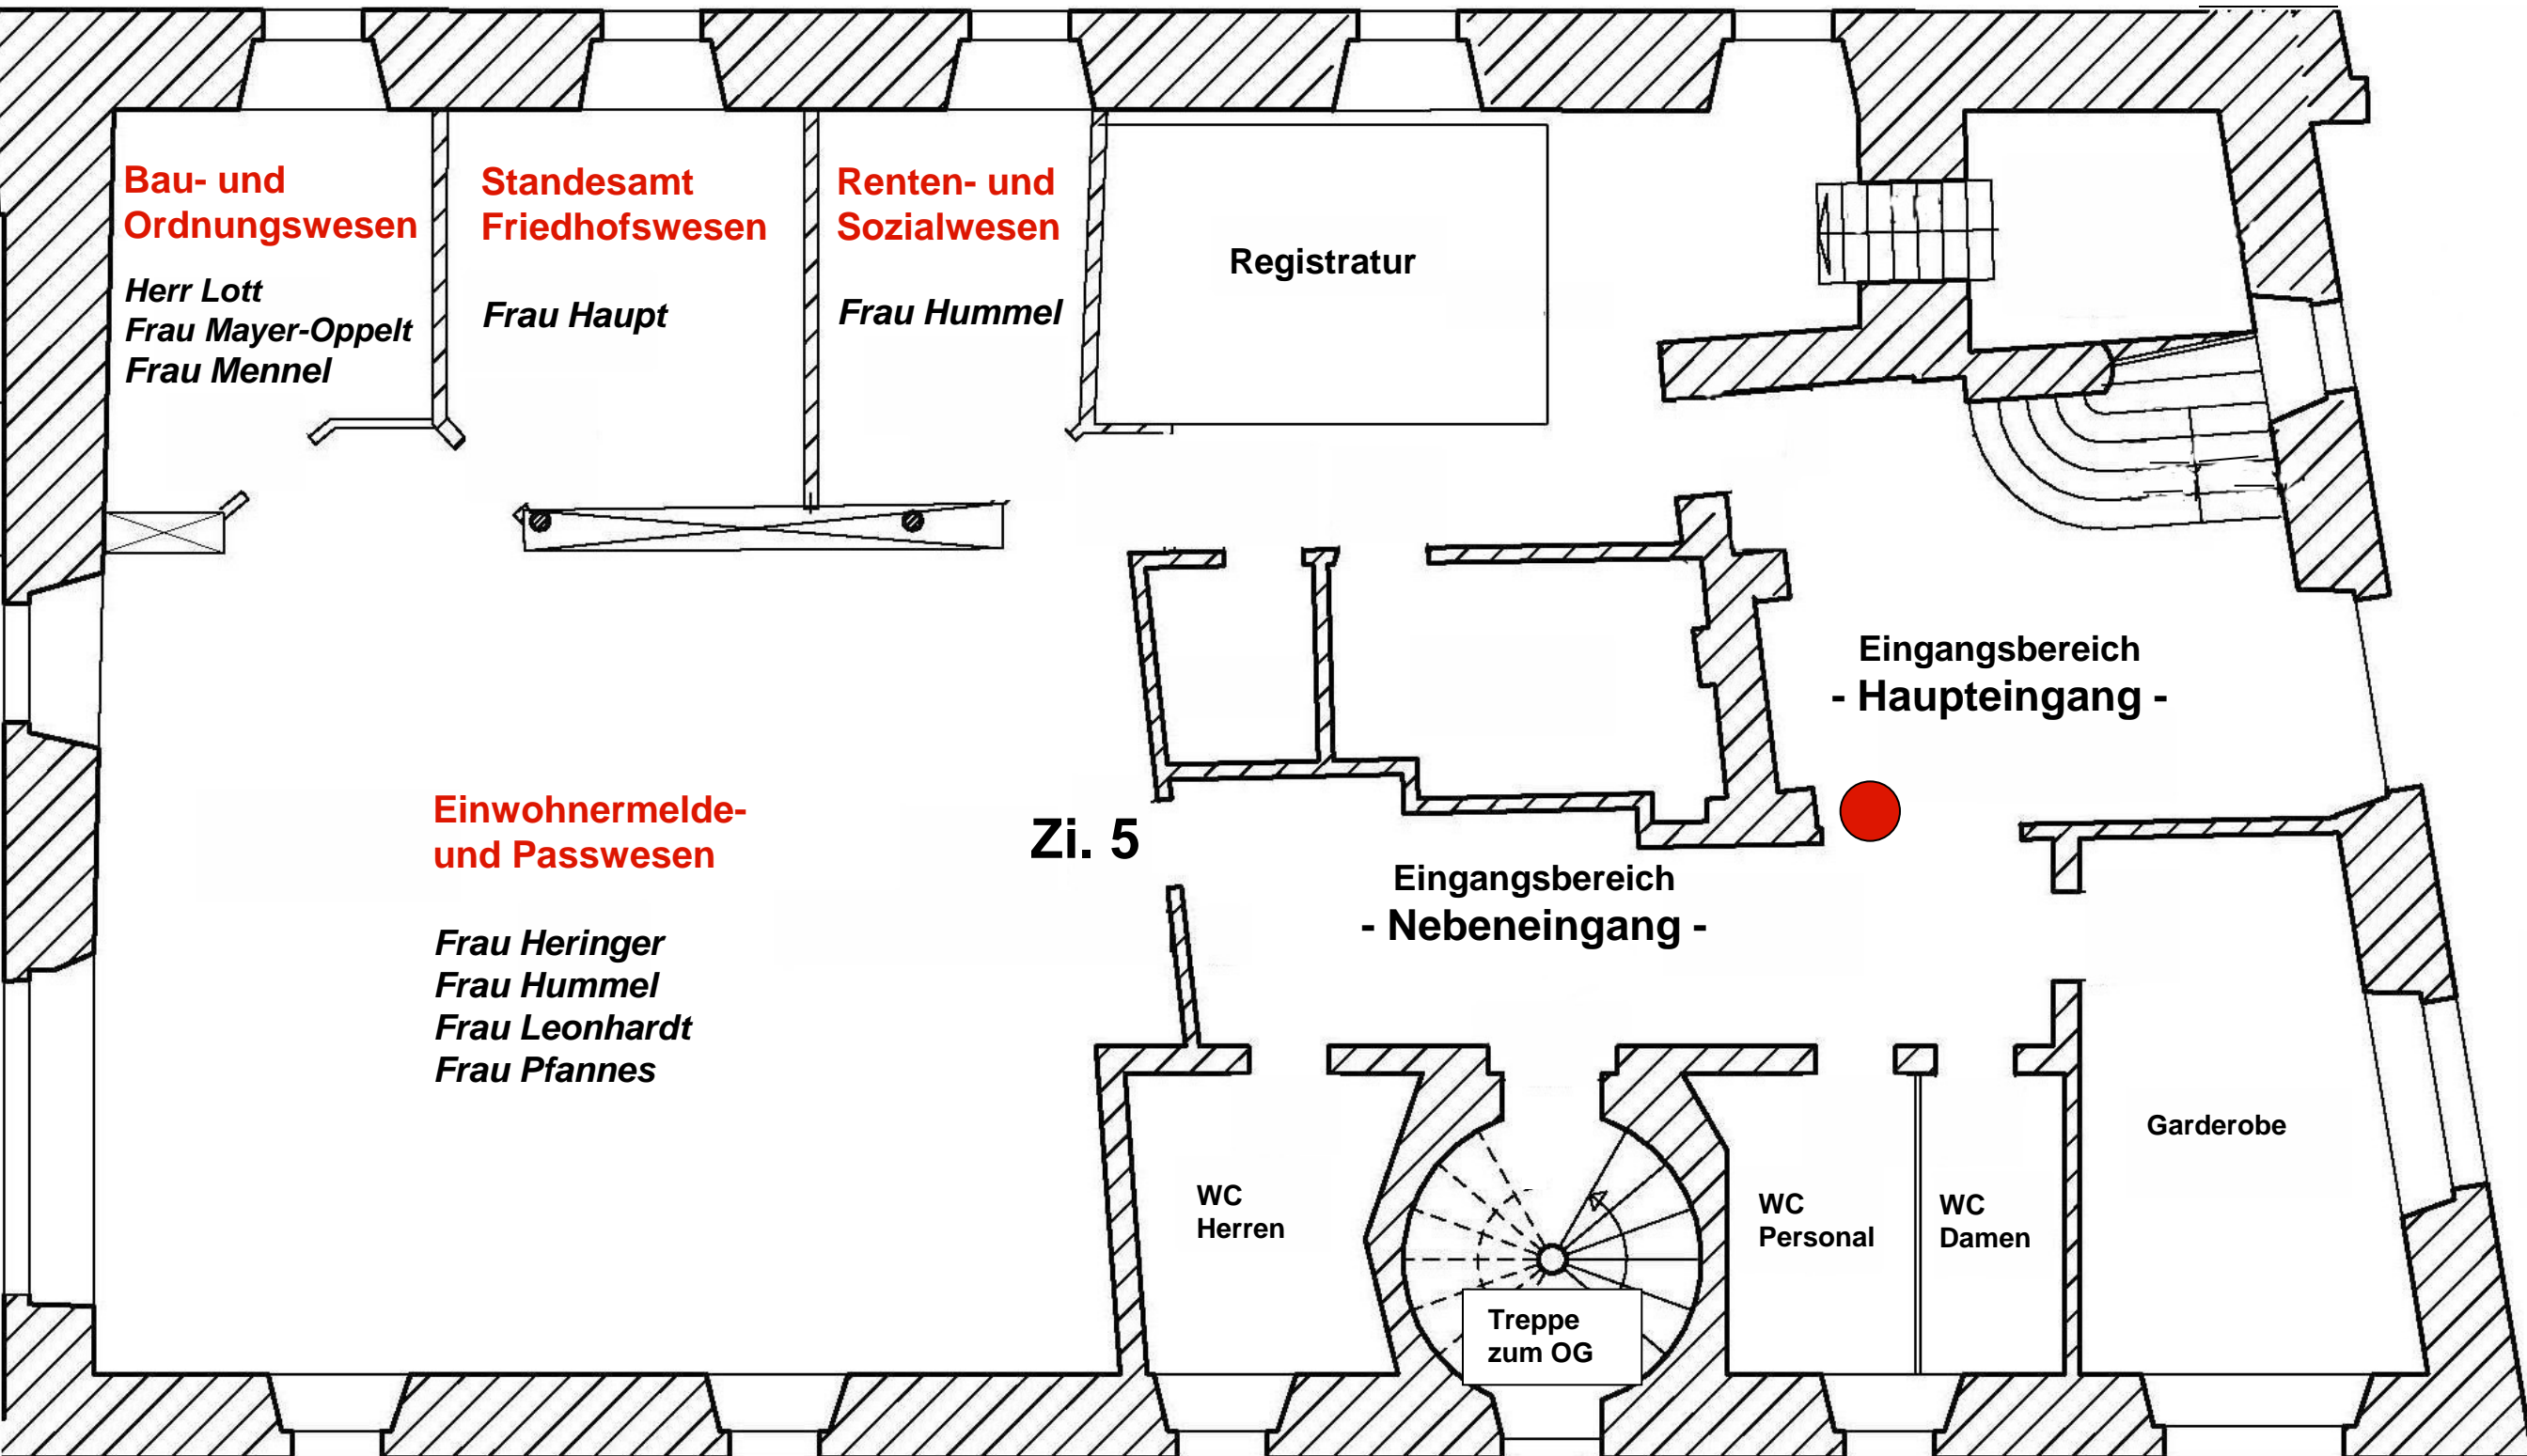 Bau- und
Ordnungswesen
Herr Lott
Frau Mayer-Oppelt
Frau Mennel
Standesamt
Friedhofswesen
Frau Haupt
Renten- und
Sozialwesen
Frau Hummel
Registratur
Eingangsbereich
- Haupteingang -
Einwohnermelde-
und Passwesen
Frau Heringer
Frau Hummel
Frau Leonhardt
Frau Pfannes
Zi. 5
Eingangsbereich
- Nebeneingang -
WC
Herren
Treppe
zum OG
WC
Personal
WC
Damen
Garderobe